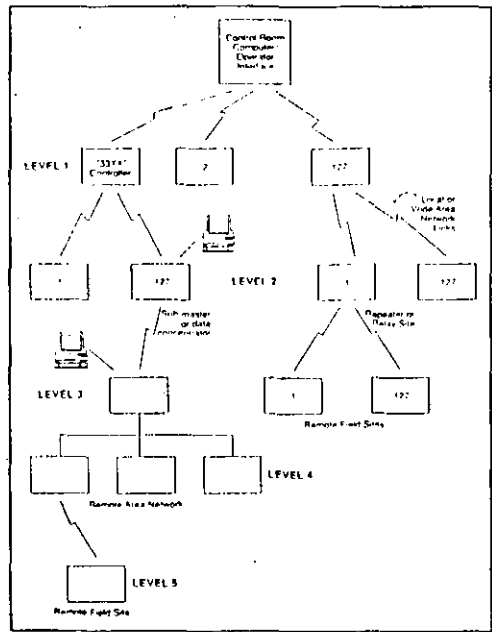 Control Room
Computer
Operator
Interface
LEVEL 1
"33XX"
Controller
2
127
Local or
Wide Area
Network
Links
1
127
LEVEL 2
1
127
Sub master
or data
concentrator
Repeater or
Relay Site
LEVEL 3
1
127
Remote Field Sites
LEVEL 4
Remote Area Network
LEVEL 5
Remote Field Site